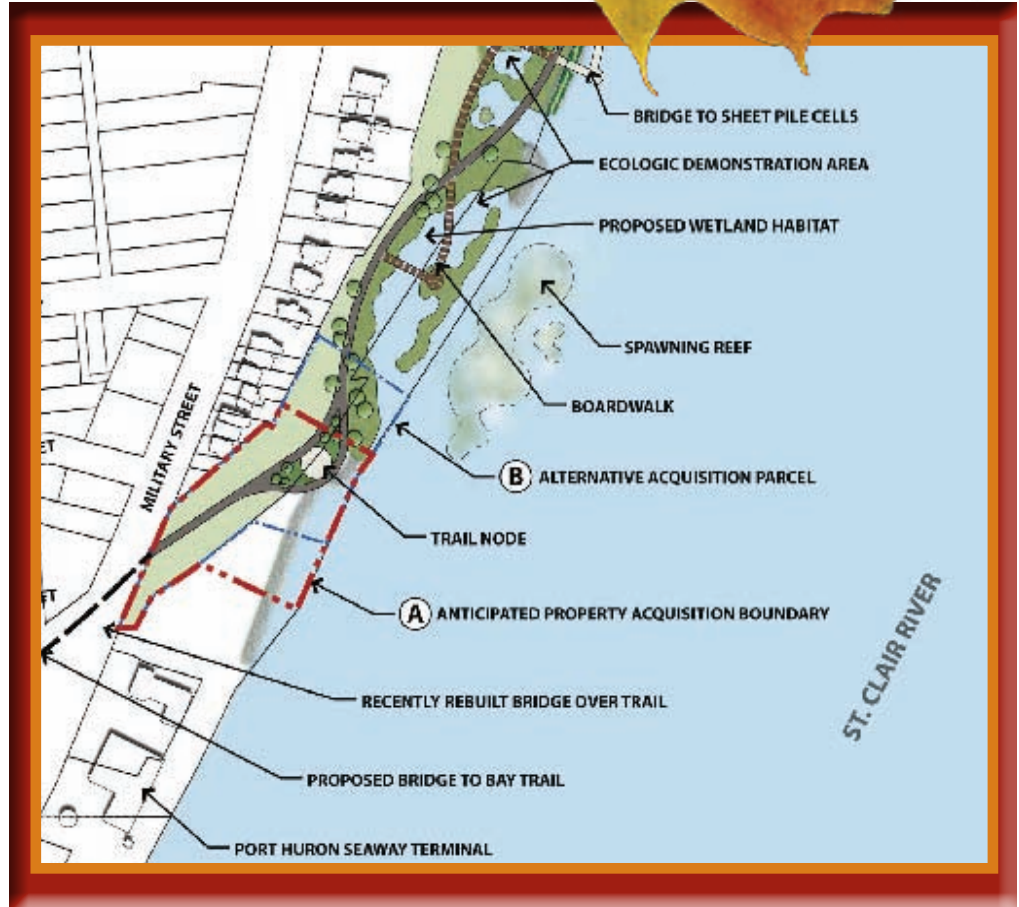 BRIDGE TO SHEET PILE CELLS
ECOLOGIC DEMONSTRATION AREA
PROPOSED WETLAND HABITAT
SPAWNING REEF
BOARDWALK
MILITARY STREET
B ALTERNATIVE ACQUISITION PARCEL
ET
TRAIL NODE
ET
A ANTICIPATED PROPERTY ACQUISITION BOUNDARY
ST. CLAIR RIVER
RECENTLY REBUILT BRIDGE OVER TRAIL
PROPOSED BRIDGE TO BAY TRAIL
PORT HURON SEAWAY TERMINAL